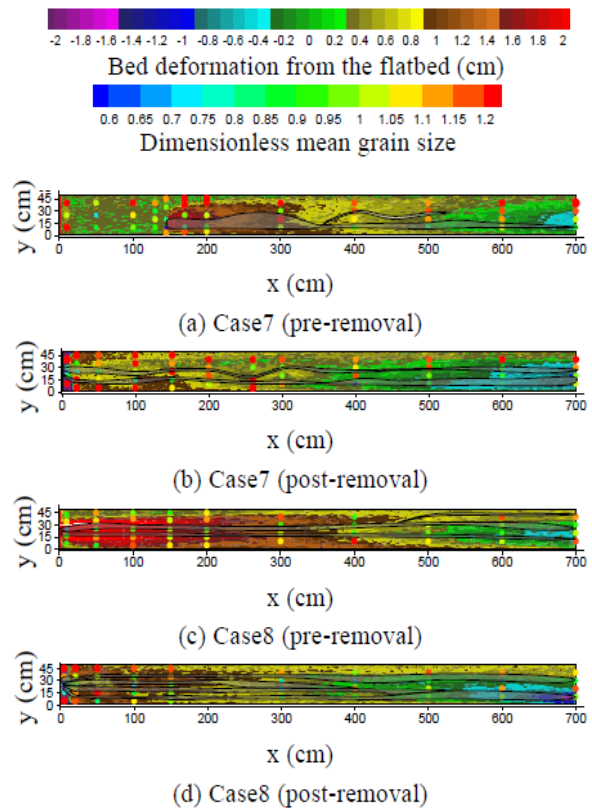 -2 -1.8 -1.6 -1.4 -1.2 -1 -0.8 -0.6 -0.4 -0.2 0 0.2 0.4 0.6 0.8 1 1.2 1.4 1.6 1.8 2
Bed deformation from the flatbed (cm)
0.6 0.65 0.7 0.75 0.8 0.85 0.9 0.95 1 1.05 1.1 1.15 1.2
Dimensionless mean grain size
y (cm)
45
30
15
0
0 100 200 300 400 500 600 700
x (cm)
(a) Case7 (pre-removal)
y (cm)
45
30
15
0
0 100 200 300 400 500 600 700
x (cm)
(b) Case7 (post-removal)
y (cm)
45
30
15
0
0 100 200 300 400 500 600 700
x (cm)
(c) Case8 (pre-removal)
y (cm)
45
30
15
0
0 100 200 300 400 500 600 700
x (cm)
(d) Case8 (post-removal)